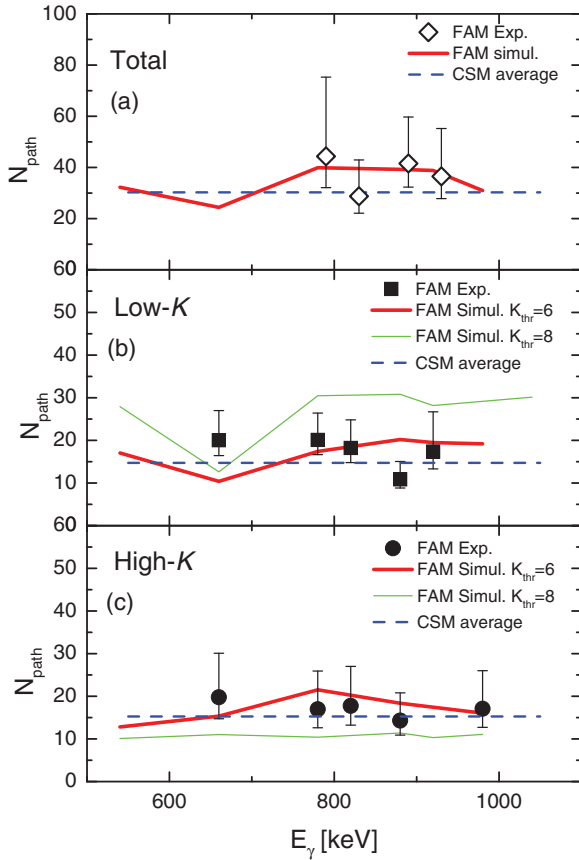 100
80
60
40
20
0
N_path
Total
(a)
FAM Exp.
FAM simul.
CSM average
60
50
40
30
20
10
0
N_path
Low-K
(b)
FAM Exp.
FAM Simul. K_thr=6
FAM Simul. K_thr=8
CSM average
60
50
40
30
20
10
0
N_path
High-K
(c)
FAM Exp.
FAM Simul. K_thr=6
FAM Simul. K_thr=8
CSM average
600 800 1000
E_γ [keV]